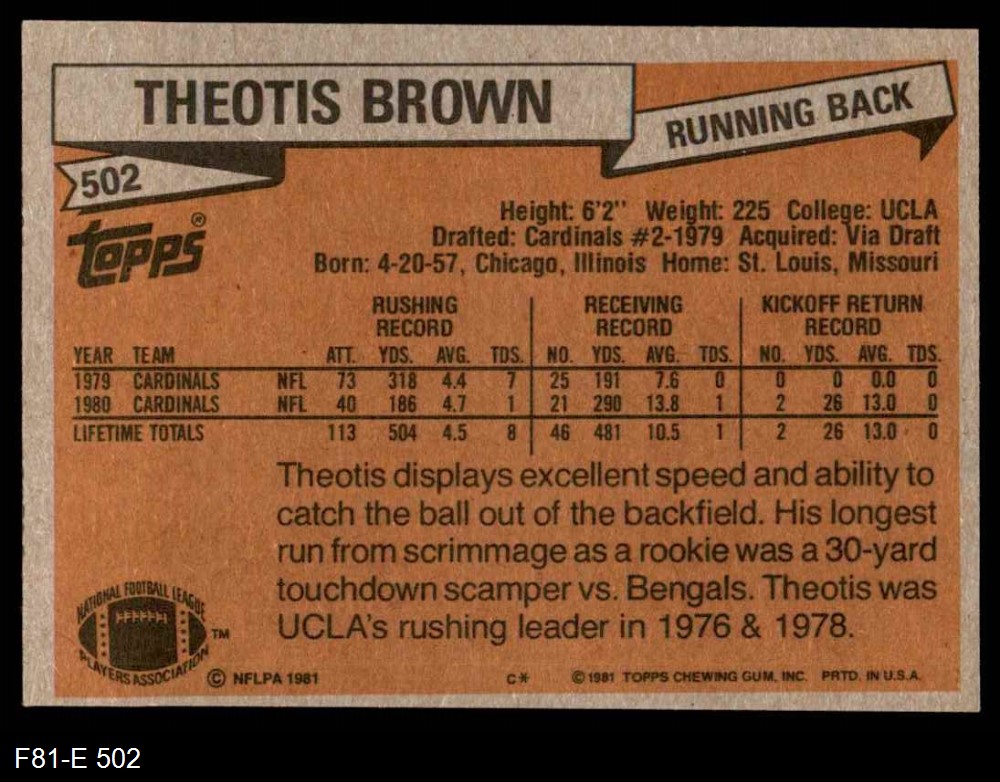 THEOTIS BROWN
RUNNING BACK
502
TOPPS®
Height: 6'2" Weight: 225 College: UCLA
Drafted: Cardinals #2-1979 Acquired: Via Draft
Born: 4-20-57, Chicago, Illinois Home: St. Louis, Missouri
RUSHING RECORD RECEIVING RECORD KICKOFF RETURN RECORD
YEAR TEAM ATT. YDS. AVG. TDS. NO. YDS. AVG. TDS. NO. YDS. AVG. TDS.
1979 CARDINALS NFL 73 318 4.4 7 25 191 7.6 0 0 0 0.0 0
1980 CARDINALS NFL 40 186 4.7 1 21 290 13.8 1 2 26 13.0 0
LIFETIME TOTALS 113 504 4.5 8 46 481 10.5 1 2 26 13.0 0
Theotis displays excellent speed and ability to
catch the ball out of the backfield. His longest
run from scrimmage as a rookie was a 30-yard
touchdown scamper vs. Bengals. Theotis was
UCLA's rushing leader in 1976 & 1978.
NATIONAL FOOTBALL LEAGUE
PLAYERS ASSOCIATION
TM
© NFLPA 1981 C* © 1981 TOPPS CHEWING GUM, INC. PRTD. IN U.S.A.
F81-E 502